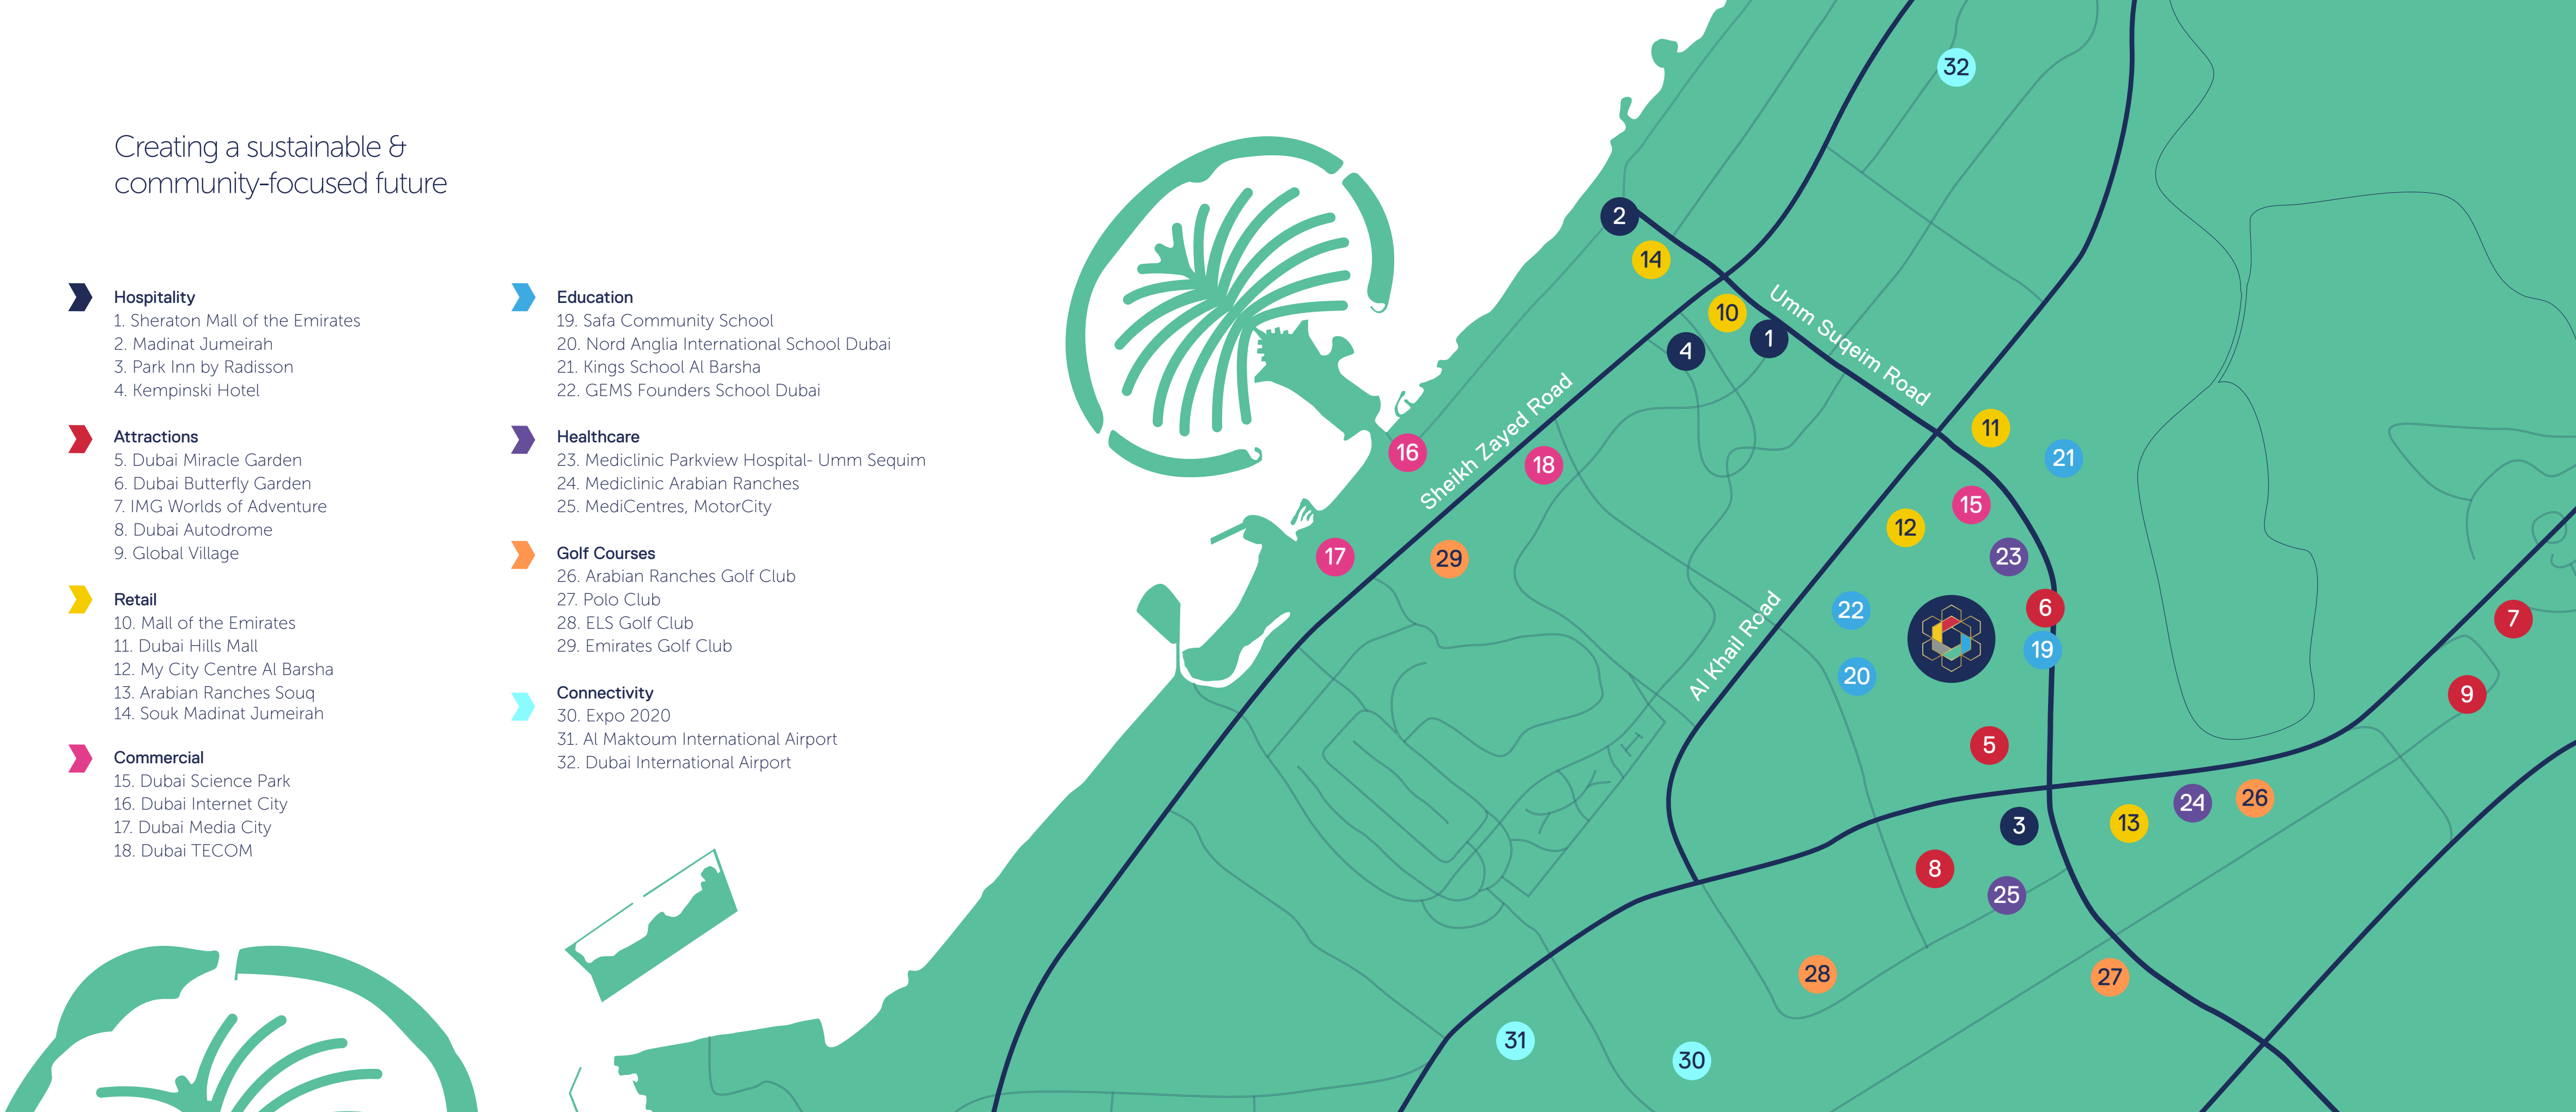 Creating a sustainable &
community-focused future
Hospitality
1. Sheraton Mall of the Emirates
2. Madinat Jumeirah
3. Park Inn by Radisson
4. Kempinski Hotel
Attractions
5. Dubai Miracle Garden
6. Dubai Butterfly Garden
7. IMG Worlds of Adventure
8. Dubai Autodrome
9. Global Village
Retail
10. Mall of the Emirates
11. Dubai Hills Mall
12. My City Centre Al Barsha
13. Arabian Ranches Souq
14. Souk Madinat Jumeirah
Commercial
15. Dubai Science Park
16. Dubai Internet City
17. Dubai Media City
18. Dubai TECOM
Education
19. Safa Community School
20. Nord Anglia International School Dubai
21. Kings School Al Barsha
22. GEMS Founders School Dubai
Healthcare
23. Mediclinic Parkview Hospital- Umm Sequim
24. Mediclinic Arabian Ranches
25. MediCentres, MotorCity
Golf Courses
26. Arabian Ranches Golf Club
27. Polo Club
28. ELS Golf Club
29. Emirates Golf Club
Connectivity
30. Expo 2020
31. Al Maktoum International Airport
32. Dubai International Airport
32
2
14
10
1
4
Umm Suqeim Road
Sheikh Zayed Road
11
16
18
21
15
12
17
29
23
Al Khail Road
22
6
7
19
20
9
5
24
26
3
13
8
25
28
27
31
30